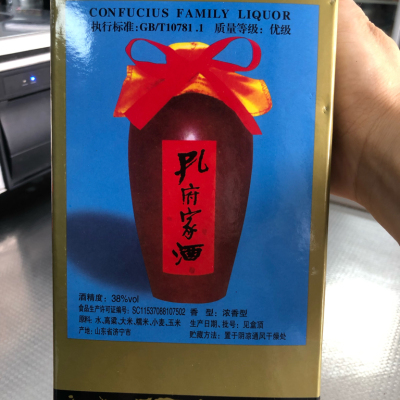 CONFUCIUS FAMILY LIQUOR
执行标准:GB/T10781.1 质量等级:优级
孔府家酒
酒精度：38%vol
食品生产许可证编号：SC11537088107502 香 型：浓香型
原料：水、高粱、大米、糯米、小麦、玉米 生产日期、批号：见盒顶
产地：山东省济宁市 贮藏方法：置于阴凉通风干燥处